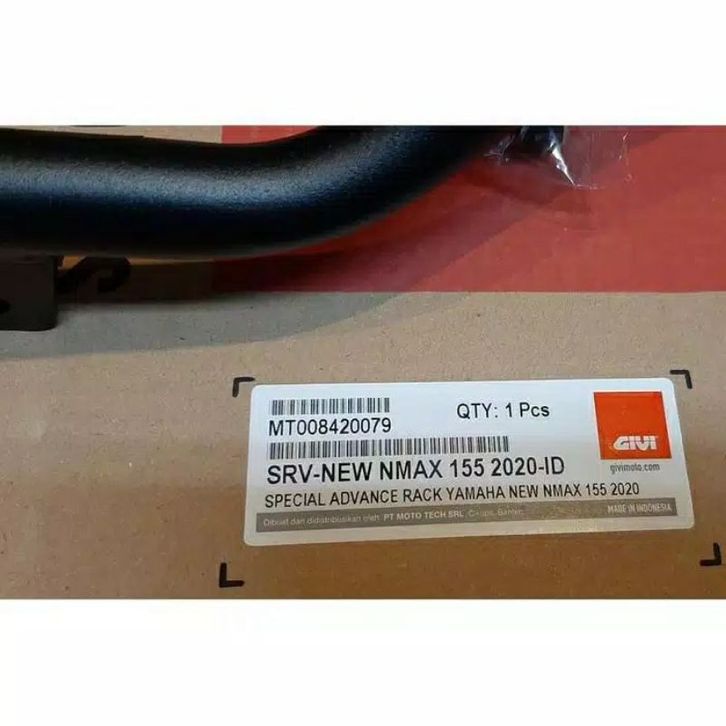 MT008420079
QTY: 1 Pcs
GIVI
givimoto.com
SRV-NEW NMAX 155 2020-ID
SPECIAL ADVANCE RACK YAMAHA NEW NMAX 155 2020
Dibuat dan didistribusikan oleh: PT MOTO TECH SRL
MADE IN INDONESIA